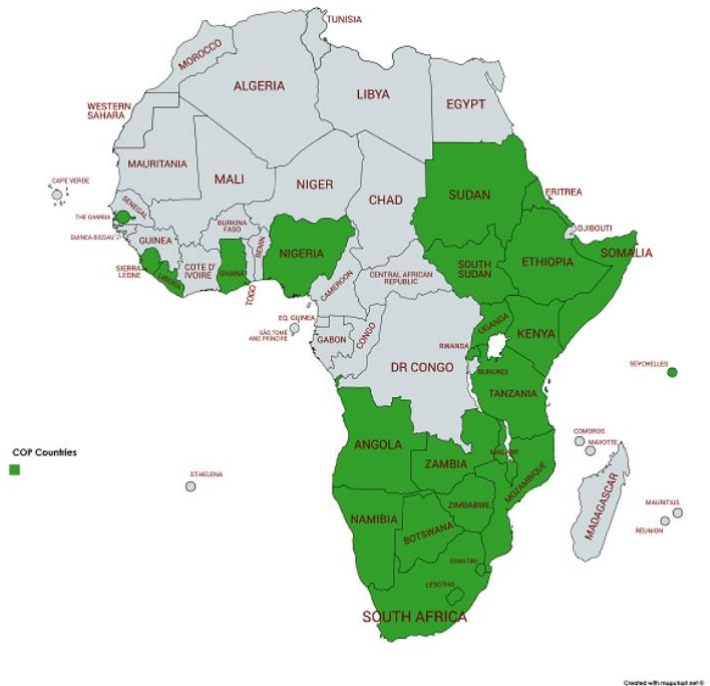 TUNISIA
MOROCCO
ALGERIA
LIBYA
EGYPT
WESTERN
SAHARA
MAURITANIA
MALI
NIGER
CHAD
SUDAN
ERITREA
CAPE VERDE
SENEGAL
THE GAMBIA
GUINEA-BISSAU
GUINEA
BURKINA
FASO
BENIN
NIGERIA
DJIBOUTI
SOMALIA
ETHIOPIA
SOUTH
SUDAN
SIERRA
LEONE
LIBERIA
COTE D'
IVOIRE
GHANA
TOGO
CAMEROON
CENTRAL AFRICAN
REPUBLIC
EQ. GUINEA
SÃO TOMÉ
AND PRÍNCIPE
GABON
CONGO
DR CONGO
UGANDA
KENYA
RWANDA
BURUNDI
TANZANIA
SEYCHELLES
COP Countries
ST.HELENA
ANGOLA
ZAMBIA
MALAWI
MOZAMBIQUE
COMOROS
MAYOTTE
MADAGASCAR
MAURITIUS
REUNION
NAMIBIA
ZIMBABWE
BOTSWANA
ESWATINI
LESOTHO
SOUTH AFRICA
Created with mapchart.net ©